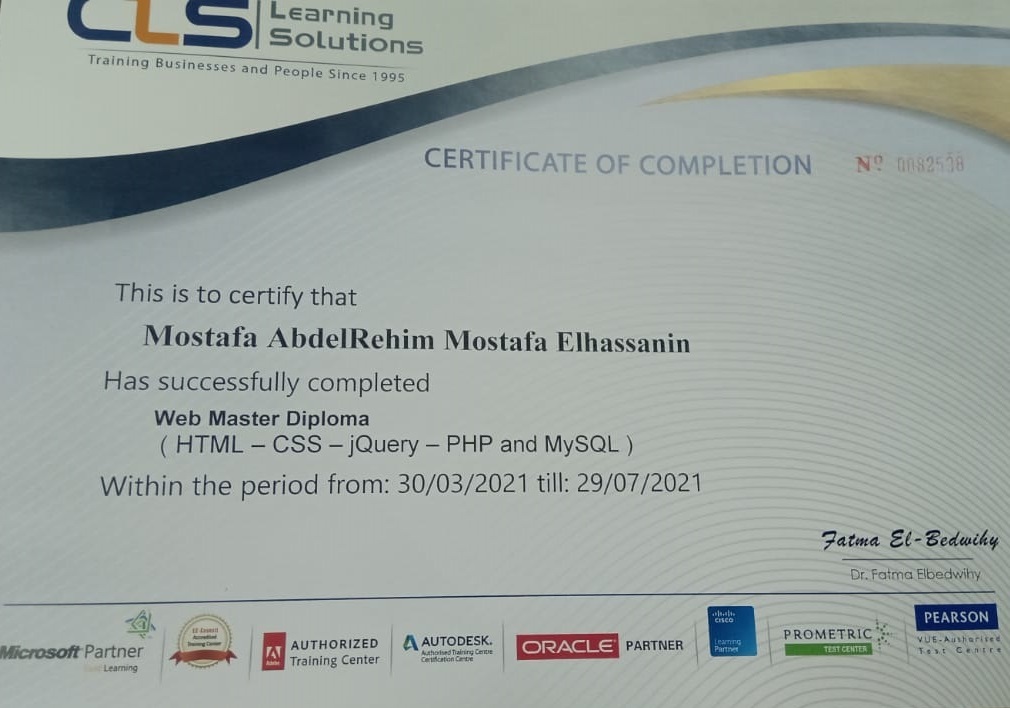 CLS
Learning
Solutions
Training Businesses and People Since 1995
CERTIFICATE OF COMPLETION Nº 0082538
This is to certify that
Mostafa AbdelRehim Mostafa Elhassanin
Has successfully completed
Web Master Diploma
( HTML – CSS – jQuery – PHP and MySQL )
Within the period from: 30/03/2021 till: 29/07/2021
Fatma El-Bedwihy
Dr. Fatma Elbedwihy
Microsoft Partner
Learning
Accredited
Training Center
Adobe
AUTHORIZED
Training Center
AUTODESK.
Authorised Training Centre
Certification Centre
ORACLE PARTNER
CISCO
Learning
Partner
PROMETRIC
TEST CENTER
PEARSON
VUE-Authorised
Test Centre